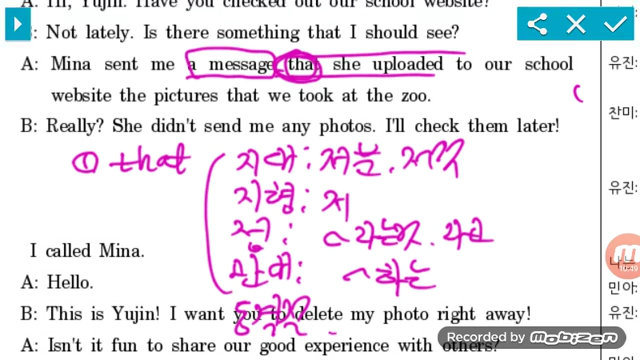 A: Hi, Yujin! Have you checked out our school website?
B: Not lately. Is there something that I should see?
A: Mina sent me a message that she uploaded to our school
website the pictures that we took at the zoo.
B: Really? She didn't send me any photos. I'll check them later!
① that
지대: 저분, 저것
지형: 저
접: ~라는것, 라고
관대: ~하는
동격
I called Mina.
A: Hello.
B: This is Yujin! I want you to delete my photo right away!
A: Isn't it fun to share our good experience with others?
유진:
찬미:
유진:
민아:
유진:
Recorded by Mobizen